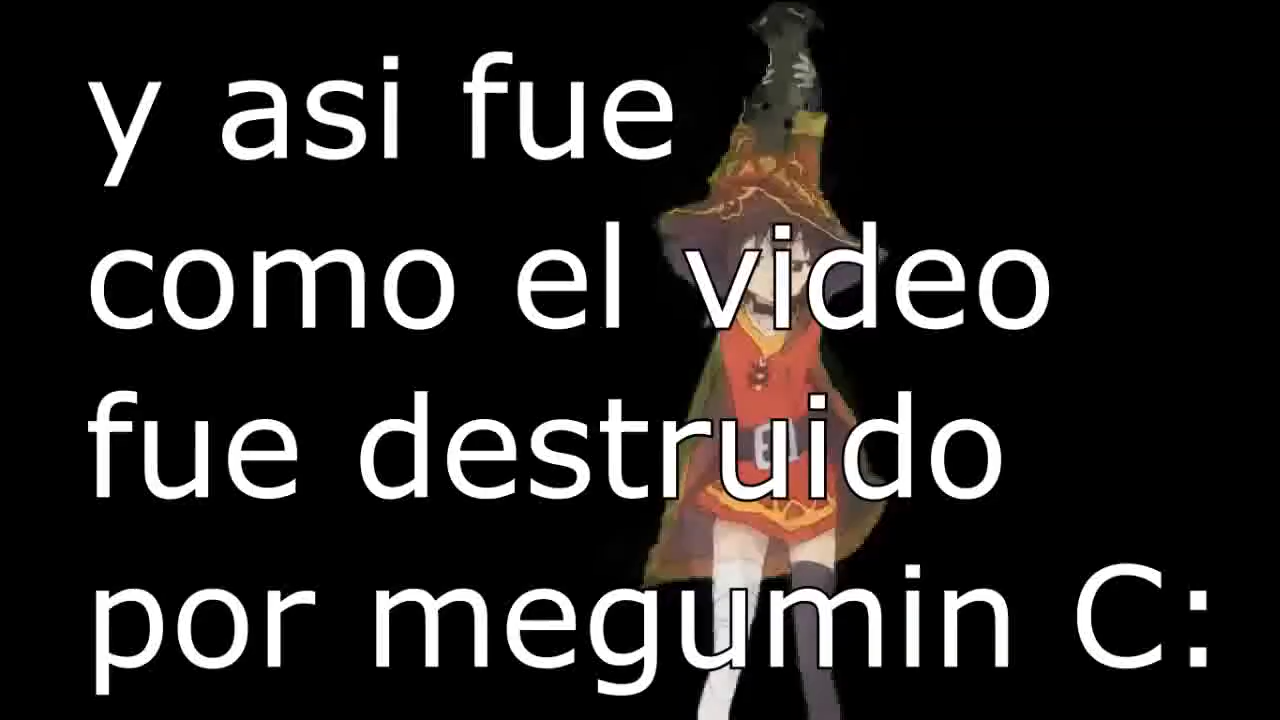 y asi fue
como el video
fue destruido
por megumin C: